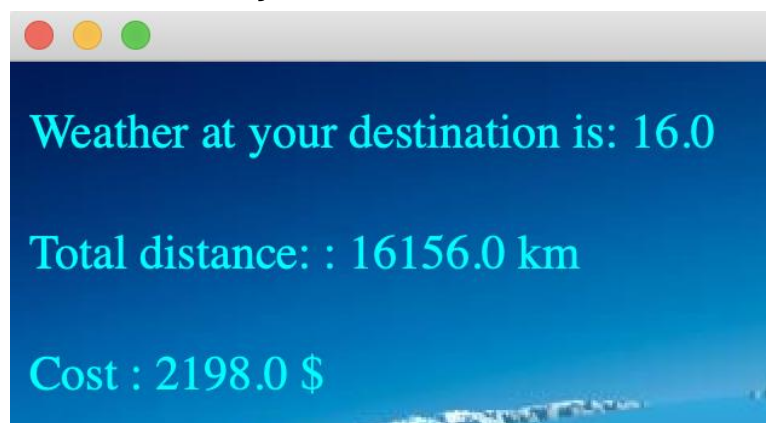 Weather at your destination is: 16.0
Total distance: : 16156.0 km
Cost : 2198.0 $